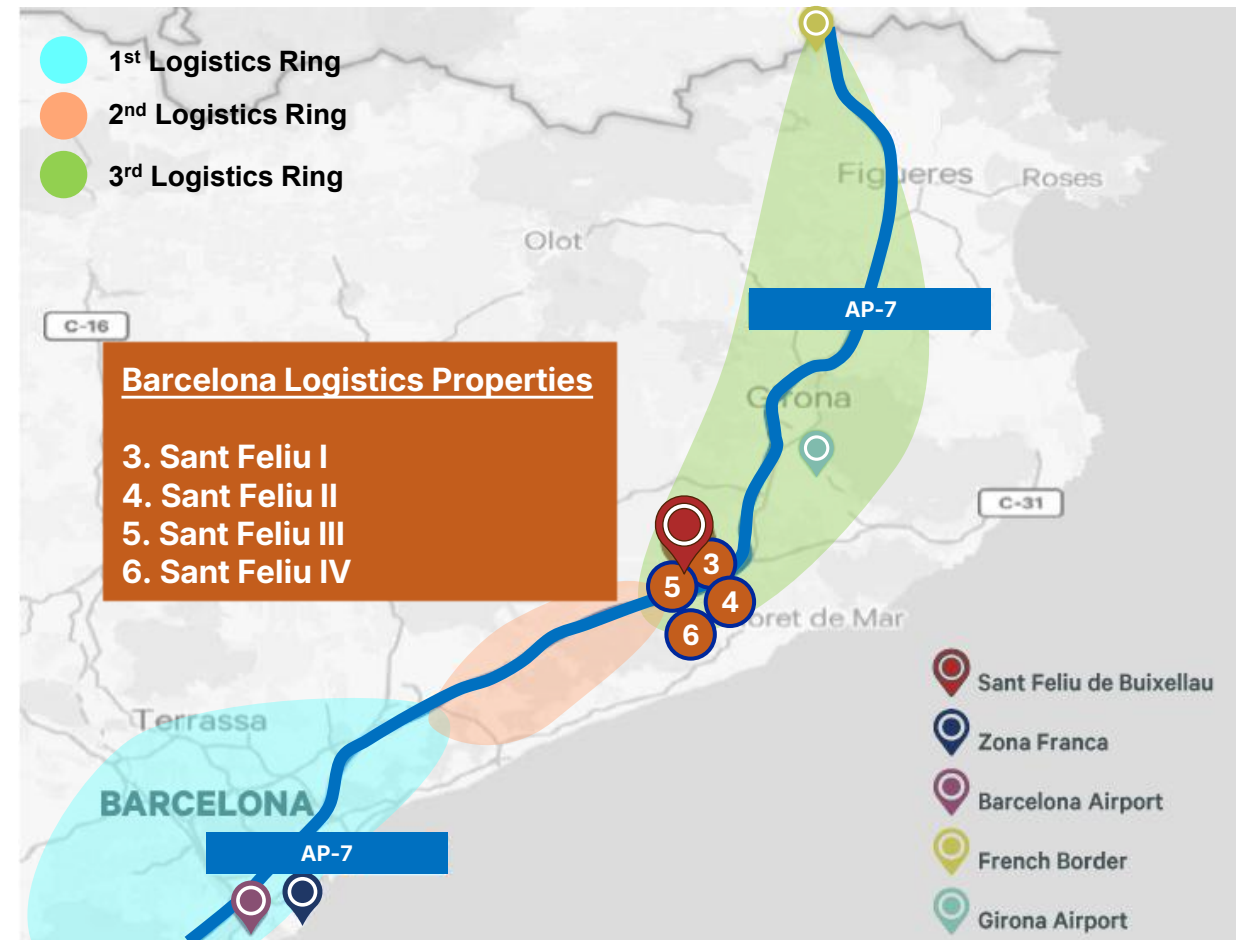 1st Logistics Ring
2nd Logistics Ring
3rd Logistics Ring
Figueres
Roses
Olot
AP-7
C-16
Barcelona Logistics Properties
3. Sant Feliu I
4. Sant Feliu II
5. Sant Feliu III
6. Sant Feliu IV
Girona
C-31
3
5
4
6
oret de Mar
Terrassa
BARCELONA
AP-7
Sant Feliu de Buixellau
Zona Franca
Barcelona Airport
French Border
Girona Airport